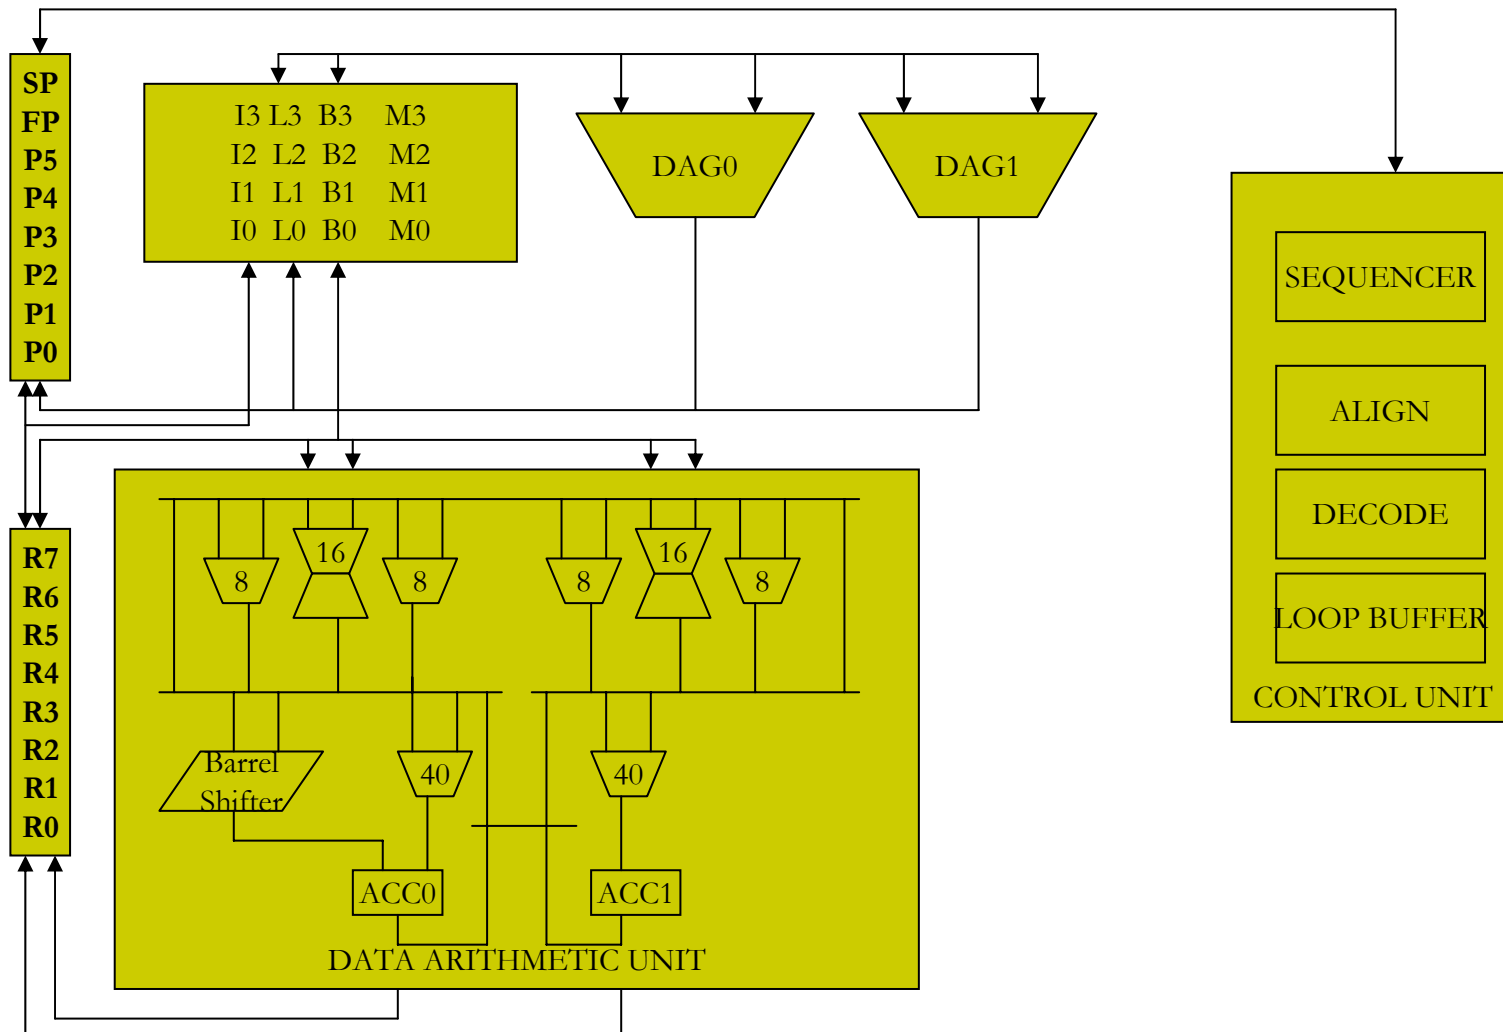 SP
FP
P5
P4
P3
P2
P1
P0
I3 L3 B3 M3
I2 L2 B2 M2
I1 L1 B1 M1
I0 L0 B0 M0
DAG0
DAG1
SEQUENCER
ALIGN
DECODE
LOOP BUFFER
CONTROL UNIT
R7
R6
R5
R4
R3
R2
R1
R0
8
16
8
8
16
8
Barrel
Shifter
40
40
ACC0
ACC1
DATA ARITHMETIC UNIT